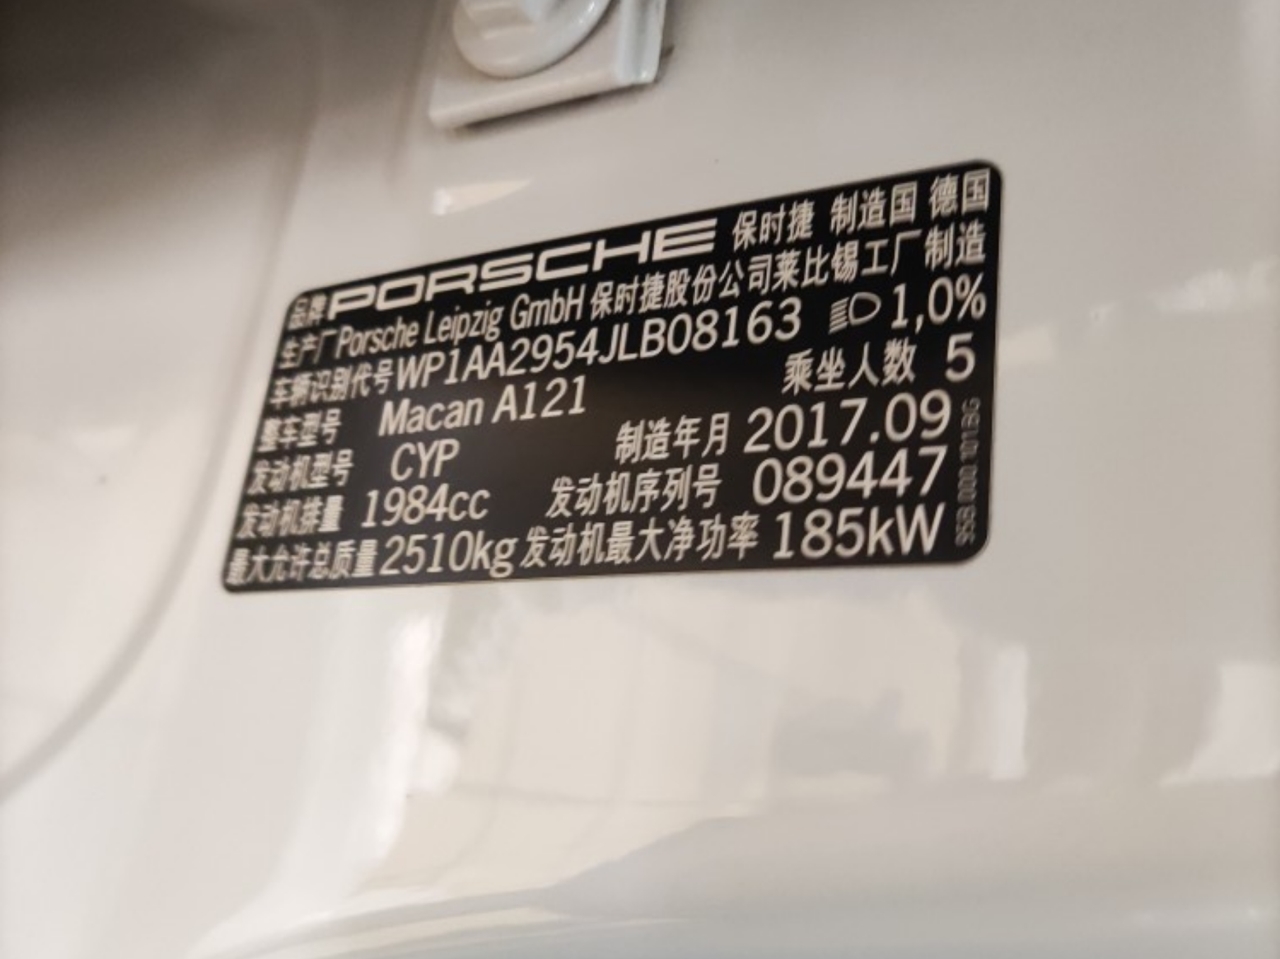 品牌 PORSCHE 保时捷 制造国 德国
生产厂 Porsche Leipzig GmbH 保时捷股份公司莱比锡工厂制造
车辆识别代号 WP1AA2954JLB08163 1,0%
整车型号 Macan A121 乘坐人数 5
发动机型号 CYP 制造年月 2017.09
发动机排量 1984cc 发动机序列号 089447
最大允许总质量 2510kg 发动机最大净功率 185kW